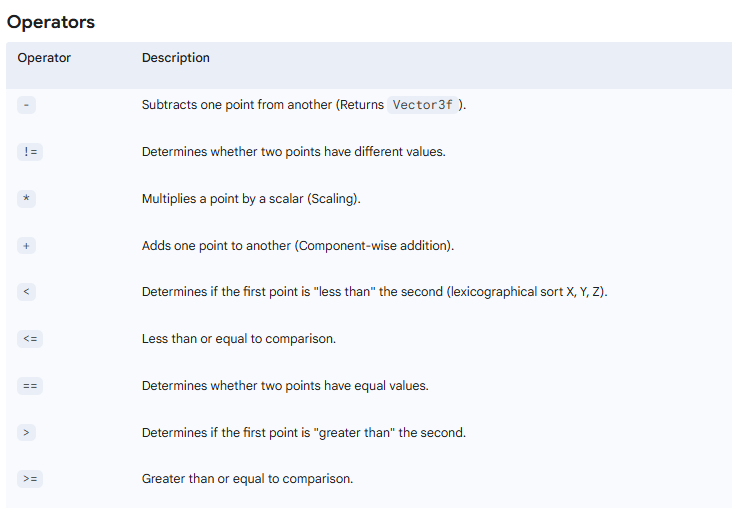 Operators
Operator Description
- Subtracts one point from another (Returns Vector3f ).
!= Determines whether two points have different values.
* Multiplies a point by a scalar (Scaling).
+ Adds one point to another (Component-wise addition).
< Determines if the first point is "less than" the second (lexicographical sort X, Y, Z).
<= Less than or equal to comparison.
== Determines whether two points have equal values.
> Determines if the first point is "greater than" the second.
>= Greater than or equal to comparison.